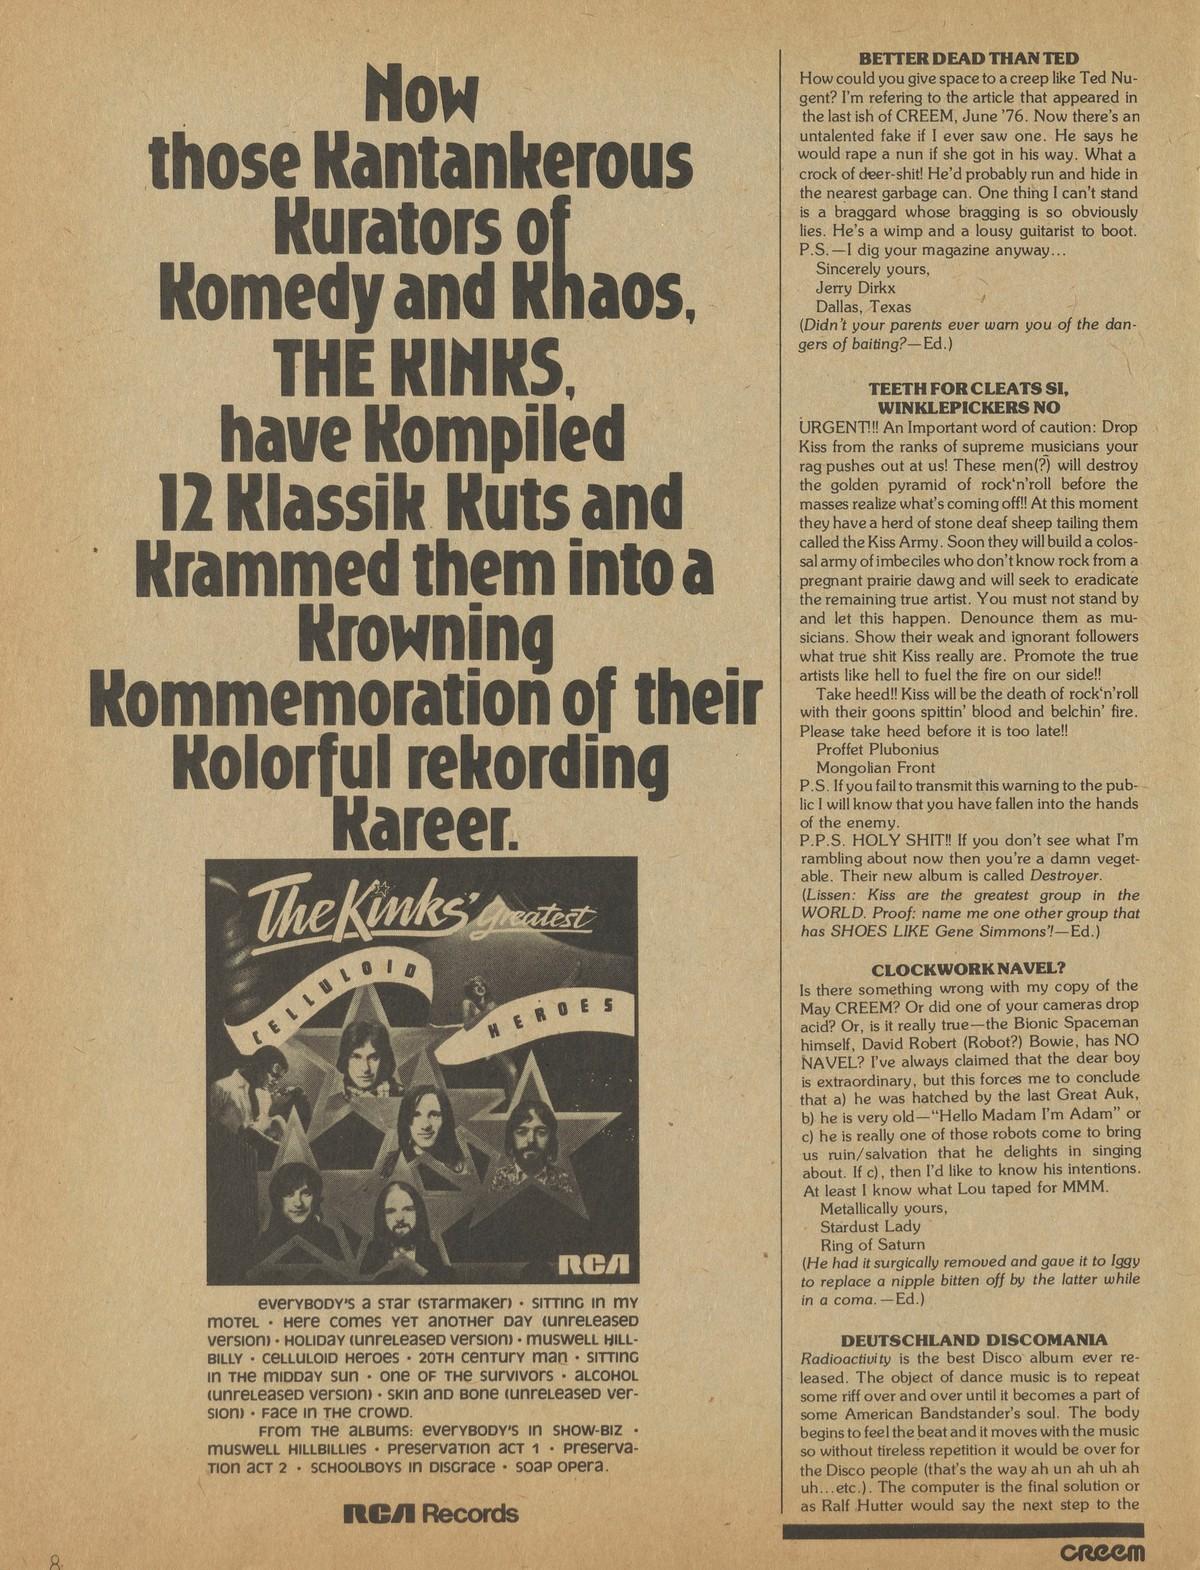 Now
those Kantankerous
Kurators of
Komedy and Khaos,
THE KINKS,
have Kompiled
12 Klassik Kuts and
Krammed them into a
Krowning
Kommemoration of their
Kolorful rekording
Kareer.
The Kinks' Greatest
CELLULOID
HEROES
RCA
everYBODY'S a STar (STarmaker) · SITTING In my
moTEL · Here comes YET anoTHer Day (unreLeaseD
version) · HOLIDay (unreLeaseD version) · muswell HILL-
BILLY · CeLLULOID Heroes · 20TH cenTury man · SITTING
In THE mIDDay sun · one OF THE survivors · aLcoHoL
(unreLeaseD version) · skin anD Bone (unreLeaseD ver-
sion) · Face In THE crowD.
From THE aLBums: everYBODY'S In SHow-BIZ ·
muswell HILLBILLIES · PreservaTIon acT 1 · Preserva-
TIon acT 2 · SCHOOLBOYS In DISGrace · soap opera.
RCA Records
8
BETTER DEAD THAN TED
How could you give space to a creep like Ted Nu-
gent? I'm refering to the article that appeared in
the last ish of CREEM, June '76. Now there's an
untalented fake if I ever saw one. He says he
would rape a nun if she got in his way. What a
crock of deer-shit! He'd probably run and hide in
the nearest garbage can. One thing I can't stand
is a braggard whose bragging is so obviously
lies. He's a wimp and a lousy guitarist to boot.
P.S.—I dig your magazine anyway...
Sincerely yours,
Jerry Dirkx
Dallas, Texas
(Didn't your parents ever warn you of the dan-
gers of baiting?—Ed.)
TEETH FOR CLEATS SI,
WINKLEPICKERS NO
URGENT!!! An Important word of caution: Drop
Kiss from the ranks of supreme musicians your
rag pushes out at us! These men(?) will destroy
the golden pyramid of rock'n'roll before the
masses realize what's coming off!! At this moment
they have a herd of stone deaf sheep tailing them
called the Kiss Army. Soon they will build a colos-
sal army of imbeciles who don't know rock from a
pregnant prairie dawg and will seek to eradicate
the remaining true artist. You must not stand by
and let this happen. Denounce them as mu-
sicians. Show their weak and ignorant followers
what true shit Kiss really are. Promote the true
artists like hell to fuel the fire on our side!!
Take heed!! Kiss will be the death of rock'n'roll
with their goons spittin' blood and belchin' fire.
Please take heed before it is too late!!
Proffet Plubonius
Mongolian Front
P.S. If you fail to transmit this warning to the pub-
lic I will know that you have fallen into the hands
of the enemy.
P.P.S. HOLY SHIT!! If you don't see what I'm
rambling about now then you're a damn veget-
able. Their new album is called Destroyer.
(Lissen: Kiss are the greatest group in the
WORLD. Proof: name me one other group that
has SHOES LIKE Gene Simmons'!—Ed.)
CLOCKWORK NAVEL?
Is there something wrong with my copy of the
May CREEM? Or did one of your cameras drop
acid? Or, is it really true—the Bionic Spaceman
himself, David Robert (Robot?) Bowie, has NO
NAVEL? I've always claimed that the dear boy
is extraordinary, but this forces me to conclude
that a) he was hatched by the last Great Auk,
b) he is very old—"Hello Madam I'm Adam" or
c) he is really one of those robots come to bring
us ruin/salvation that he delights in singing
about. If c), then I'd like to know his intentions.
At least I know what Lou taped for MMM.
Metallically yours,
Stardust Lady
Ring of Saturn
(He had it surgically removed and gave it to Iggy
to replace a nipple bitten off by the latter while
in a coma.—Ed.)
DEUTSCHLAND DISCOMANIA
Radioactivity is the best Disco album ever re-
leased. The object of dance music is to repeat
some riff over and over until it becomes a part of
some American Bandstander's soul. The body
begins to feel the beat and it moves with the music
so without tireless repetition it would be over for
the Disco people (that's the way ah un ah uh ah
uh...etc.). The computer is the final solution or
as Ralf Hutter would say the next step to the
CREEM